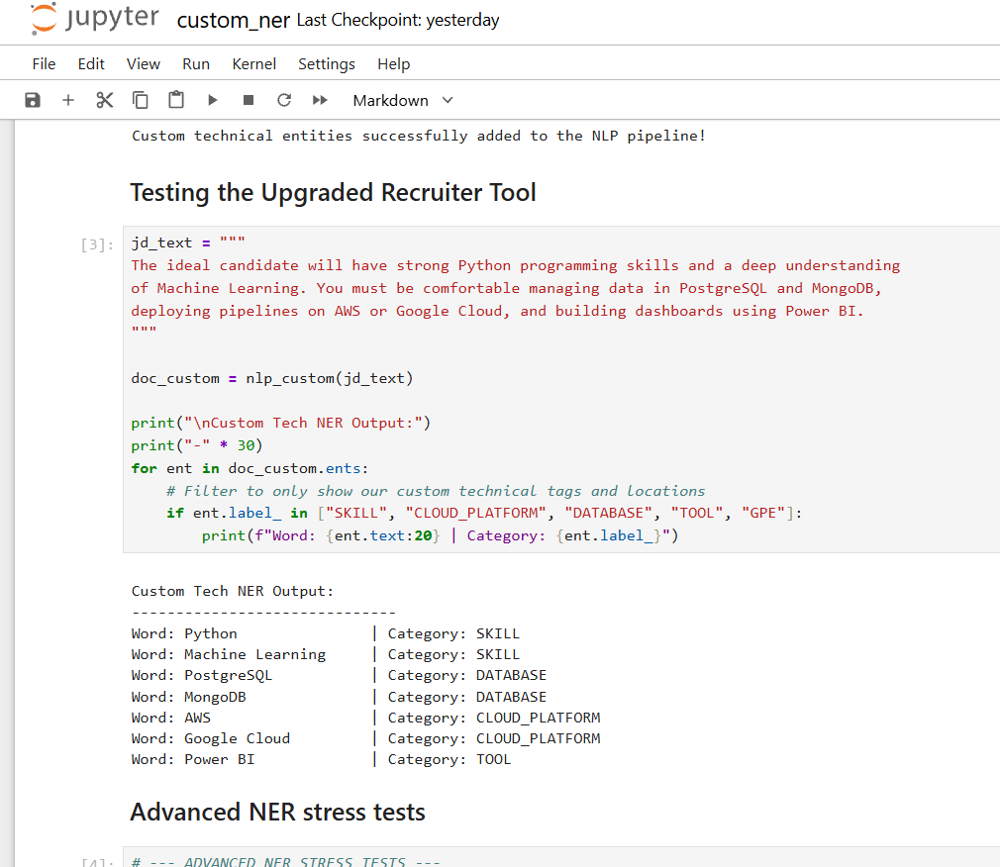 jupyter custom_ner Last Checkpoint: yesterday
File Edit View Run Kernel Settings Help
Markdown
Custom technical entities successfully added to the NLP pipeline!
Testing the Upgraded Recruiter Tool
[3]: jd_text = """
The ideal candidate will have strong Python programming skills and a deep understanding
of Machine Learning. You must be comfortable managing data in PostgreSQL and MongoDB,
deploying pipelines on AWS or Google Cloud, and building dashboards using Power BI.
"""
doc_custom = nlp_custom(jd_text)
print("\nCustom Tech NER Output:")
print("-" * 30)
for ent in doc_custom.ents:
    # Filter to only show our custom technical tags and locations
    if ent.label_ in ["SKILL", "CLOUD_PLATFORM", "DATABASE", "TOOL", "GPE"]:
        print(f"Word: {ent.text:20} | Category: {ent.label_}")
Custom Tech NER Output:
------------------------------
Word: Python               | Category: SKILL
Word: Machine Learning     | Category: SKILL
Word: PostgreSQL           | Category: DATABASE
Word: MongoDB              | Category: DATABASE
Word: AWS                  | Category: CLOUD_PLATFORM
Word: Google Cloud         | Category: CLOUD_PLATFORM
Word: Power BI             | Category: TOOL
Advanced NER stress tests
[4]: # --- ADVANCED NER STRESS TESTS ---